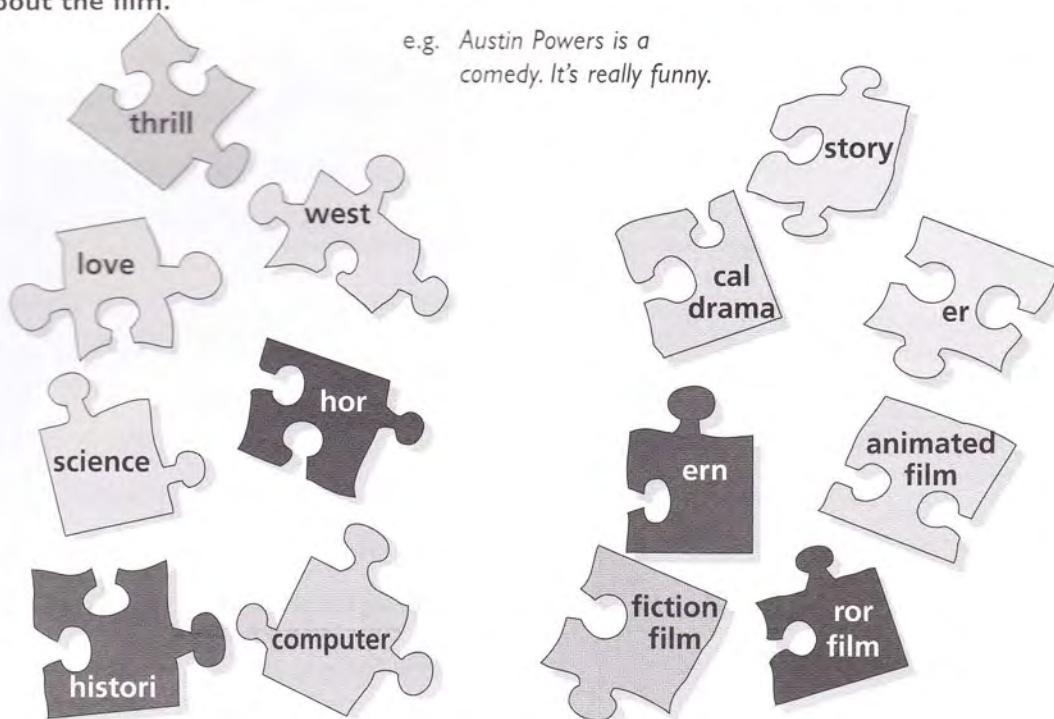 bout the film.
e.g. Austin Powers is a
comedy. It's really funny.
thrill
west
love
hor
science
histori
computer
story
cal
drama
er
ern
animated
film
fiction
film
ror
film